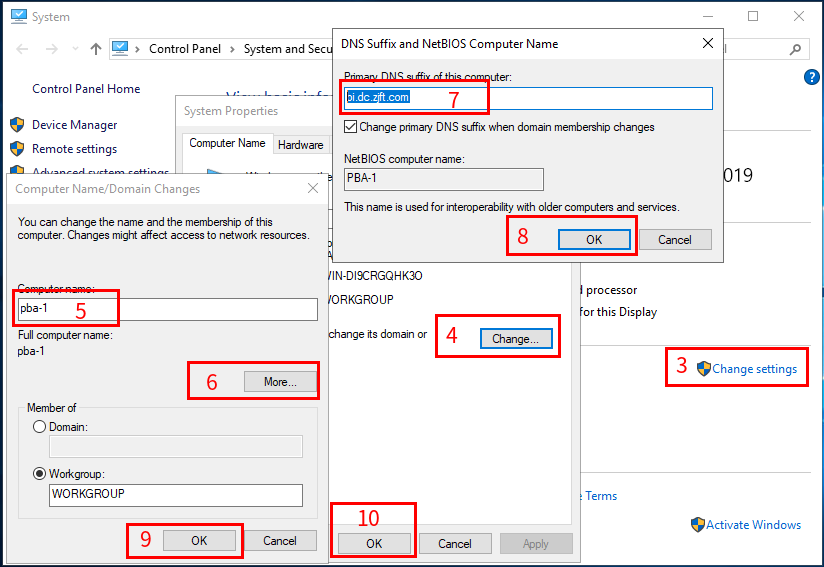 System
Control Panel
System and Secu
Control Panel Home
Device Manager
Remote settings
Advanced system settings
System Properties
Computer Name
Hardware
DNS Suffix and NetBIOS Computer Name
Primary DNS suffix of this computer:
pi.dc.zjft.com
7
Change primary DNS suffix when domain membership changes
NetBIOS computer name:
PBA-1
This name is used for interoperability with older computers and services.
8
OK
Cancel
019
Computer Name/Domain Changes
You can change the name and the membership of this
computer. Changes might affect access to network resources.
Computer name:
pba-1
5
Full computer name:
pba-1
6
More...
Member of
Domain:
Workgroup:
WORKGROUP
9
OK
Cancel
WIN-DI9CRGQHK3O
WORKGROUP
change its domain or
4
Change...
10
OK
Cancel
Apply
d processor
for this Display
3
Change settings
e Terms
Activate Windows